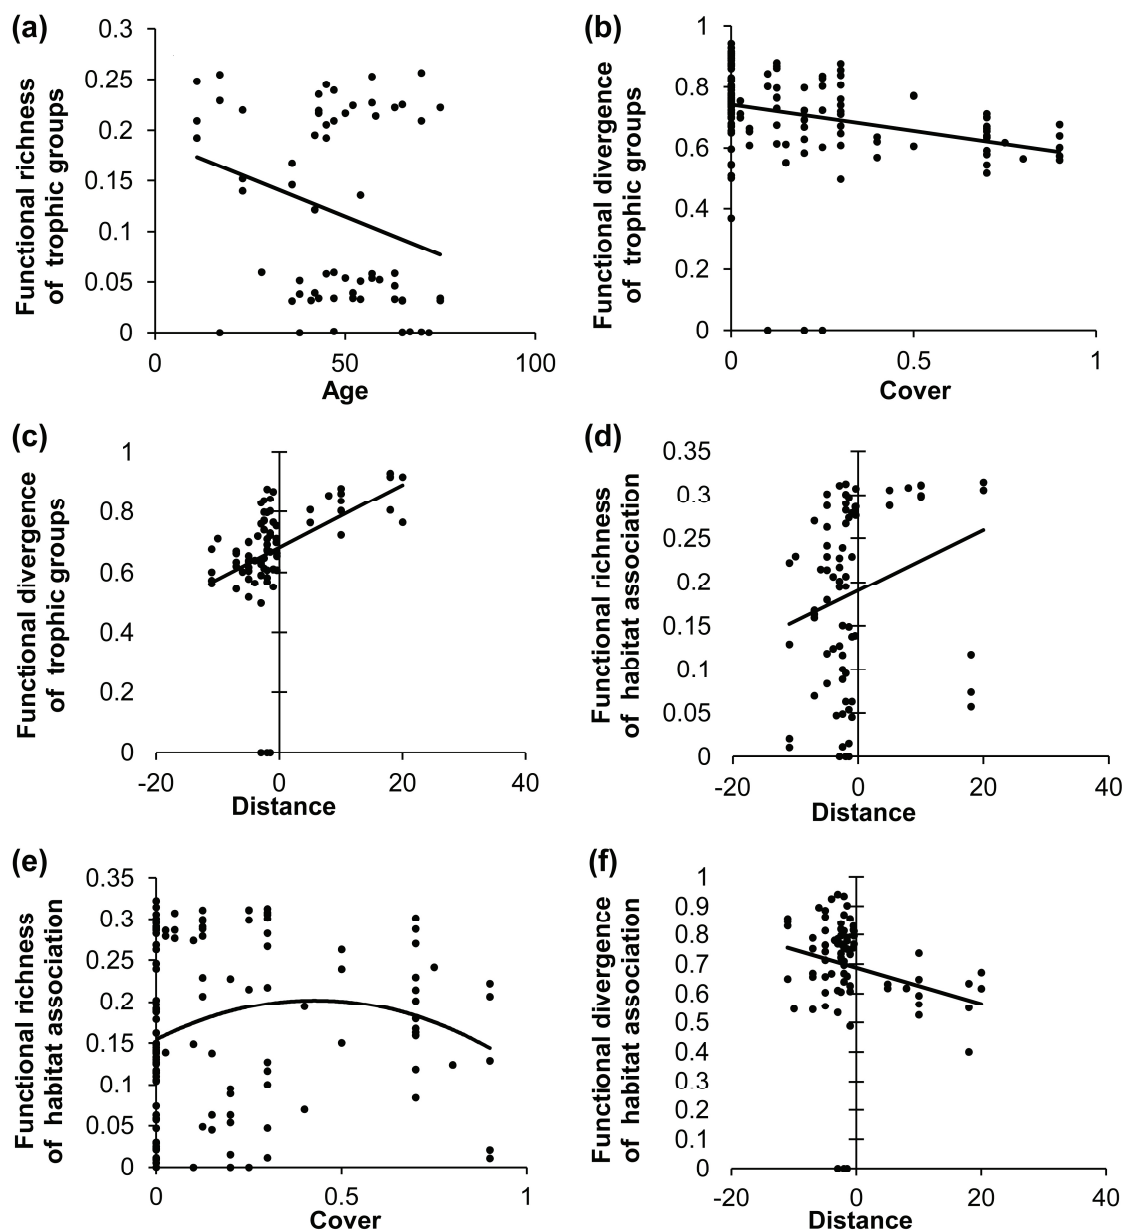 (a)
Functional richness
of trophic groups
0.3
0.25
0.2
0.15
0.1
0.05
0
0 50 100
Age
(b)
Functional divergence
of trophic groups
1
0.8
0.6
0.4
0.2
0
0 0.5 1
Cover
(c)
Functional divergence
of trophic groups
1
0.8
0.6
0.4
0.2
0
-20 0 20 40
Distance
(d)
Functional richness
of habitat association
0.35
0.3
0.25
0.2
0.15
0.1
0.05
0
-20 0 20 40
Distance
(e)
Functional richness
of habitat association
0.35
0.3
0.25
0.2
0.15
0.1
0.05
0
0 0.5 1
Cover
(f)
Functional divergence
of habitat association
1
0.9
0.8
0.7
0.6
0.5
0.4
0.3
0.2
0.1
0
-20 0 20 40
Distance